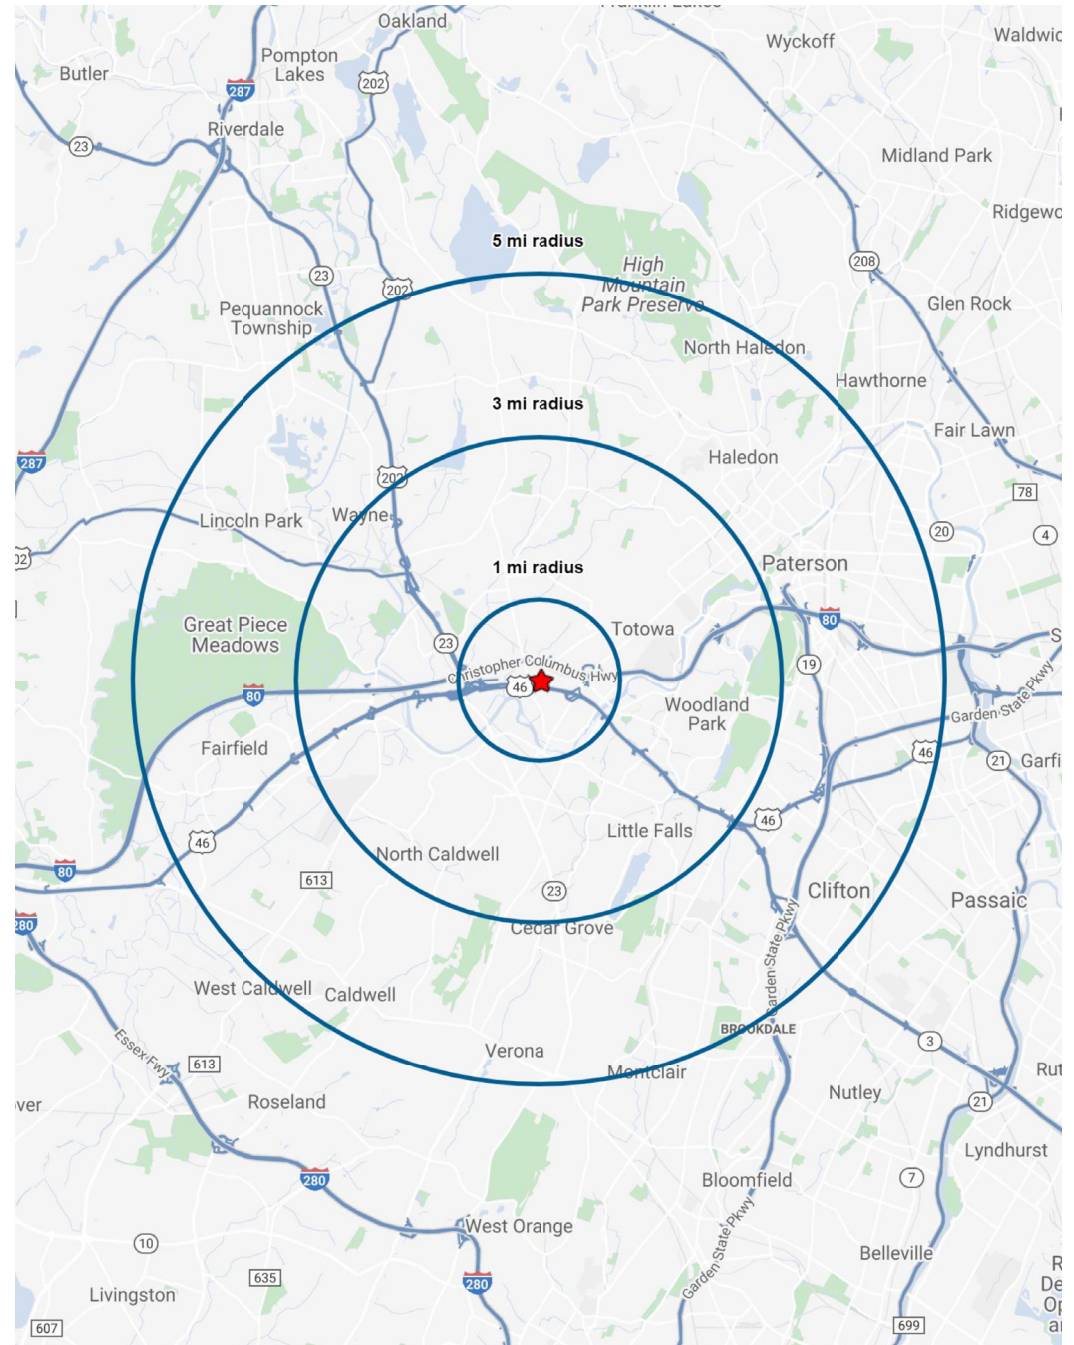 Oakland
Wyckoff
Pompton
Lakes
Butler
202
287
Riverdale
23
Midland Park
5 mi radius
High
Mountain
Park Preserve
208
23
202
Pequannock
Township
Glen Rock
North Haledon
Hawthorne
3 mi radius
Fair Lawn
Haledon
287
202
78
Lincoln Park
Wayne
20
4
Paterson
1 mi radius
80
Great Piece
Meadows
Totowa
23
Christopher Columbus Hwy
19
46
80
Woodland
Park
Garden State Pkwy
Fairfield
46
21
46
46
Little Falls
North Caldwell
80
613
23
Clifton
Passaic
280
Cedar Grove
Garden State Pkwy
West Caldwell
Caldwell
BROOKDALE
3
Essex Fwy
613
Verona
Montclair
Nutley
Roseland
21
Lyndhurst
280
Bloomfield
7
West Orange
Garden State Pkwy
10
Belleville
635
280
Livingston
607
699